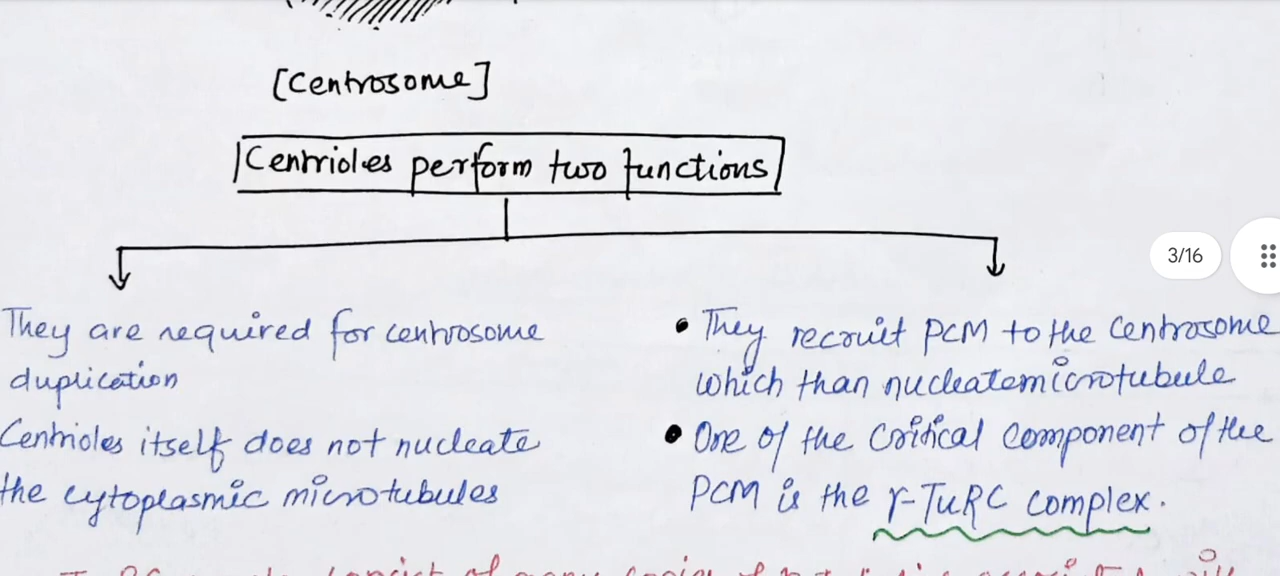 [Centrosome]
Centrioles perform two functions
3/16
They are required for centrosome
duplication
Centrioles itself does not nucleate
the cytoplasmic microtubules
• They recruit PCM to the Centrosome
which than nucleate microtubule
• One of the Critical Component of the
PCM is the γ-TuRC complex.